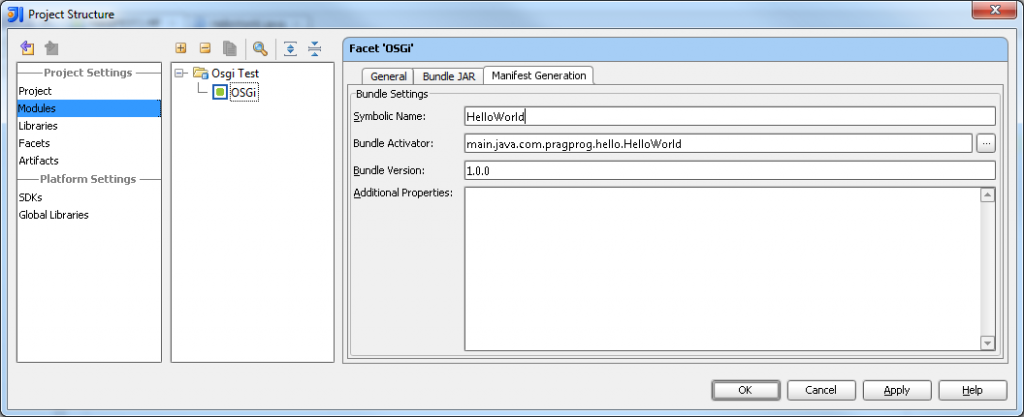 Project Structure
Project Settings
Project
Modules
Libraries
Facets
Artifacts
Platform Settings
SDKs
Global Libraries
Osgi Test
OSGi
Facet 'OSGi'
General Bundle JAR Manifest Generation
Bundle Settings
Symbolic Name: HelloWorld
Bundle Activator: main.java.com.pragprog.hello.HelloWorld ...
Bundle Version: 1.0.0
Additional Properties:
OK Cancel Apply Help